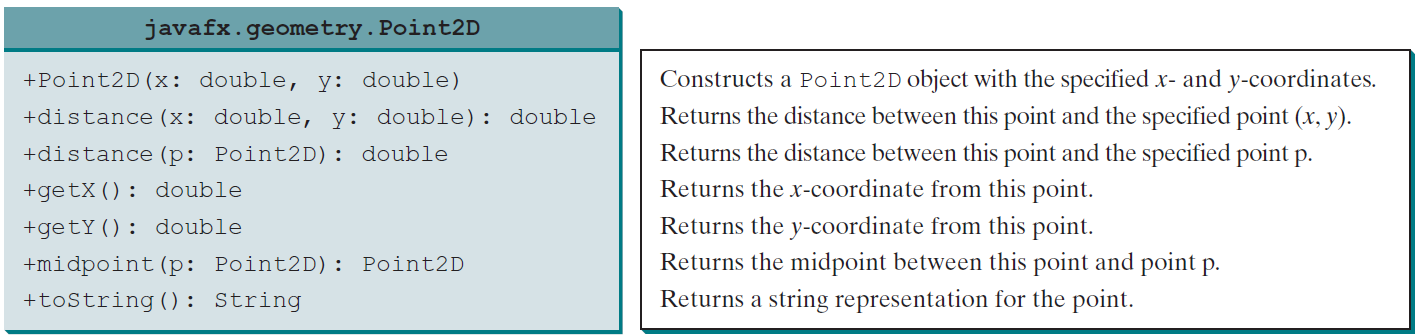 javafx.geometry.Point2D
+Point2D(x: double, y: double)
+distance(x: double, y: double): double
+distance(p: Point2D): double
+getX(): double
+getY(): double
+midpoint(p: Point2D): Point2D
+toString(): String
Constructs a Point2D object with the specified x- and y-coordinates.
Returns the distance between this point and the specified point (x, y).
Returns the distance between this point and the specified point p.
Returns the x-coordinate from this point.
Returns the y-coordinate from this point.
Returns the midpoint between this point and point p.
Returns a string representation for the point.